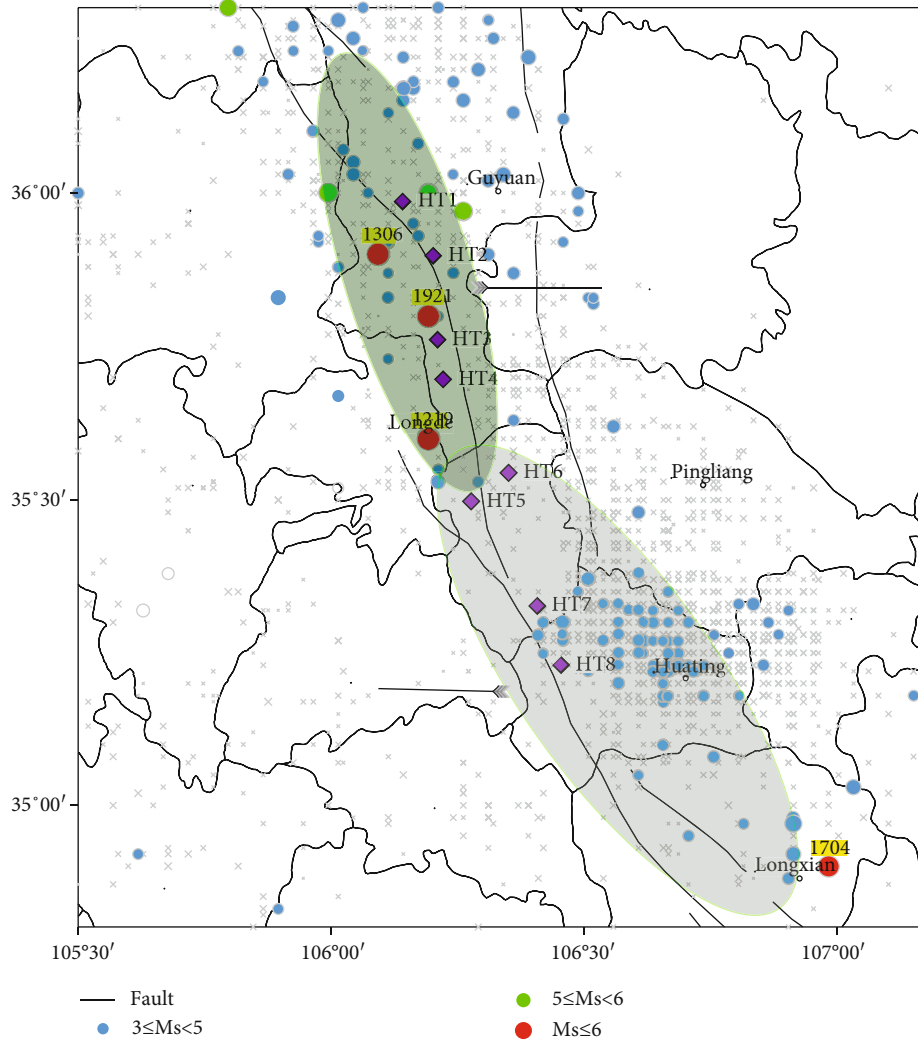 36°00′
35°30′
35°00′
105°30′
106°00′
106°30′
107°00′
Guyuan
HT1
1306
HT2
1921
HT3
HT4
1219
Longde
HT6
Pingliang
HT5
HT7
Huating
HT8
1704
Longxian
Fault
3≤Ms<5
5≤Ms<6
Ms≤6